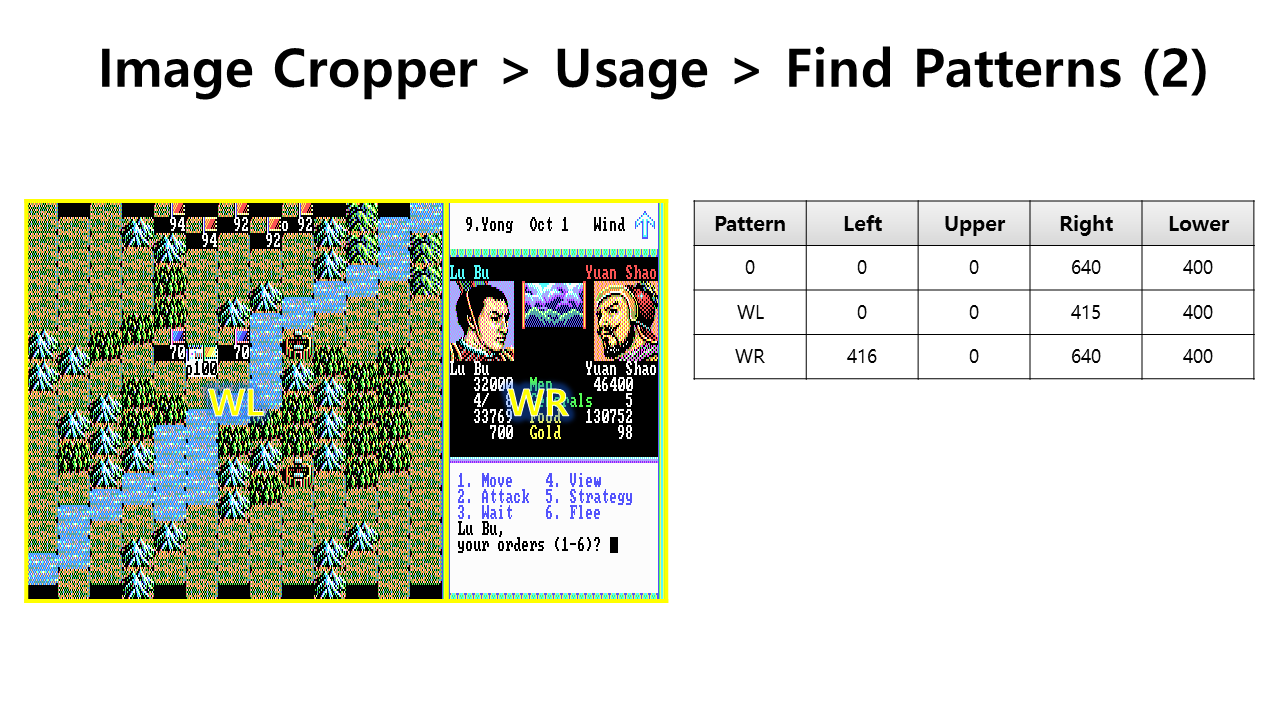 Image Cropper > Usage > Find Patterns (2)
94 92 92
94 92
70 70
p100
WL
9.Yong Oct 1 Wind
Lu Bu Yuan Shao
Lu Bu Yuan Shao
32000 Men 46400
4/ 5
33769 Food 130752
700 Gold 98
WR
1. Move 4. View
2. Attack 5. Strategy
3. Wait 6. Flee
Lu Bu,
your orders (1-6)?
Pattern Left Upper Right Lower
0 0 0 640 400
WL 0 0 415 400
WR 416 0 640 400